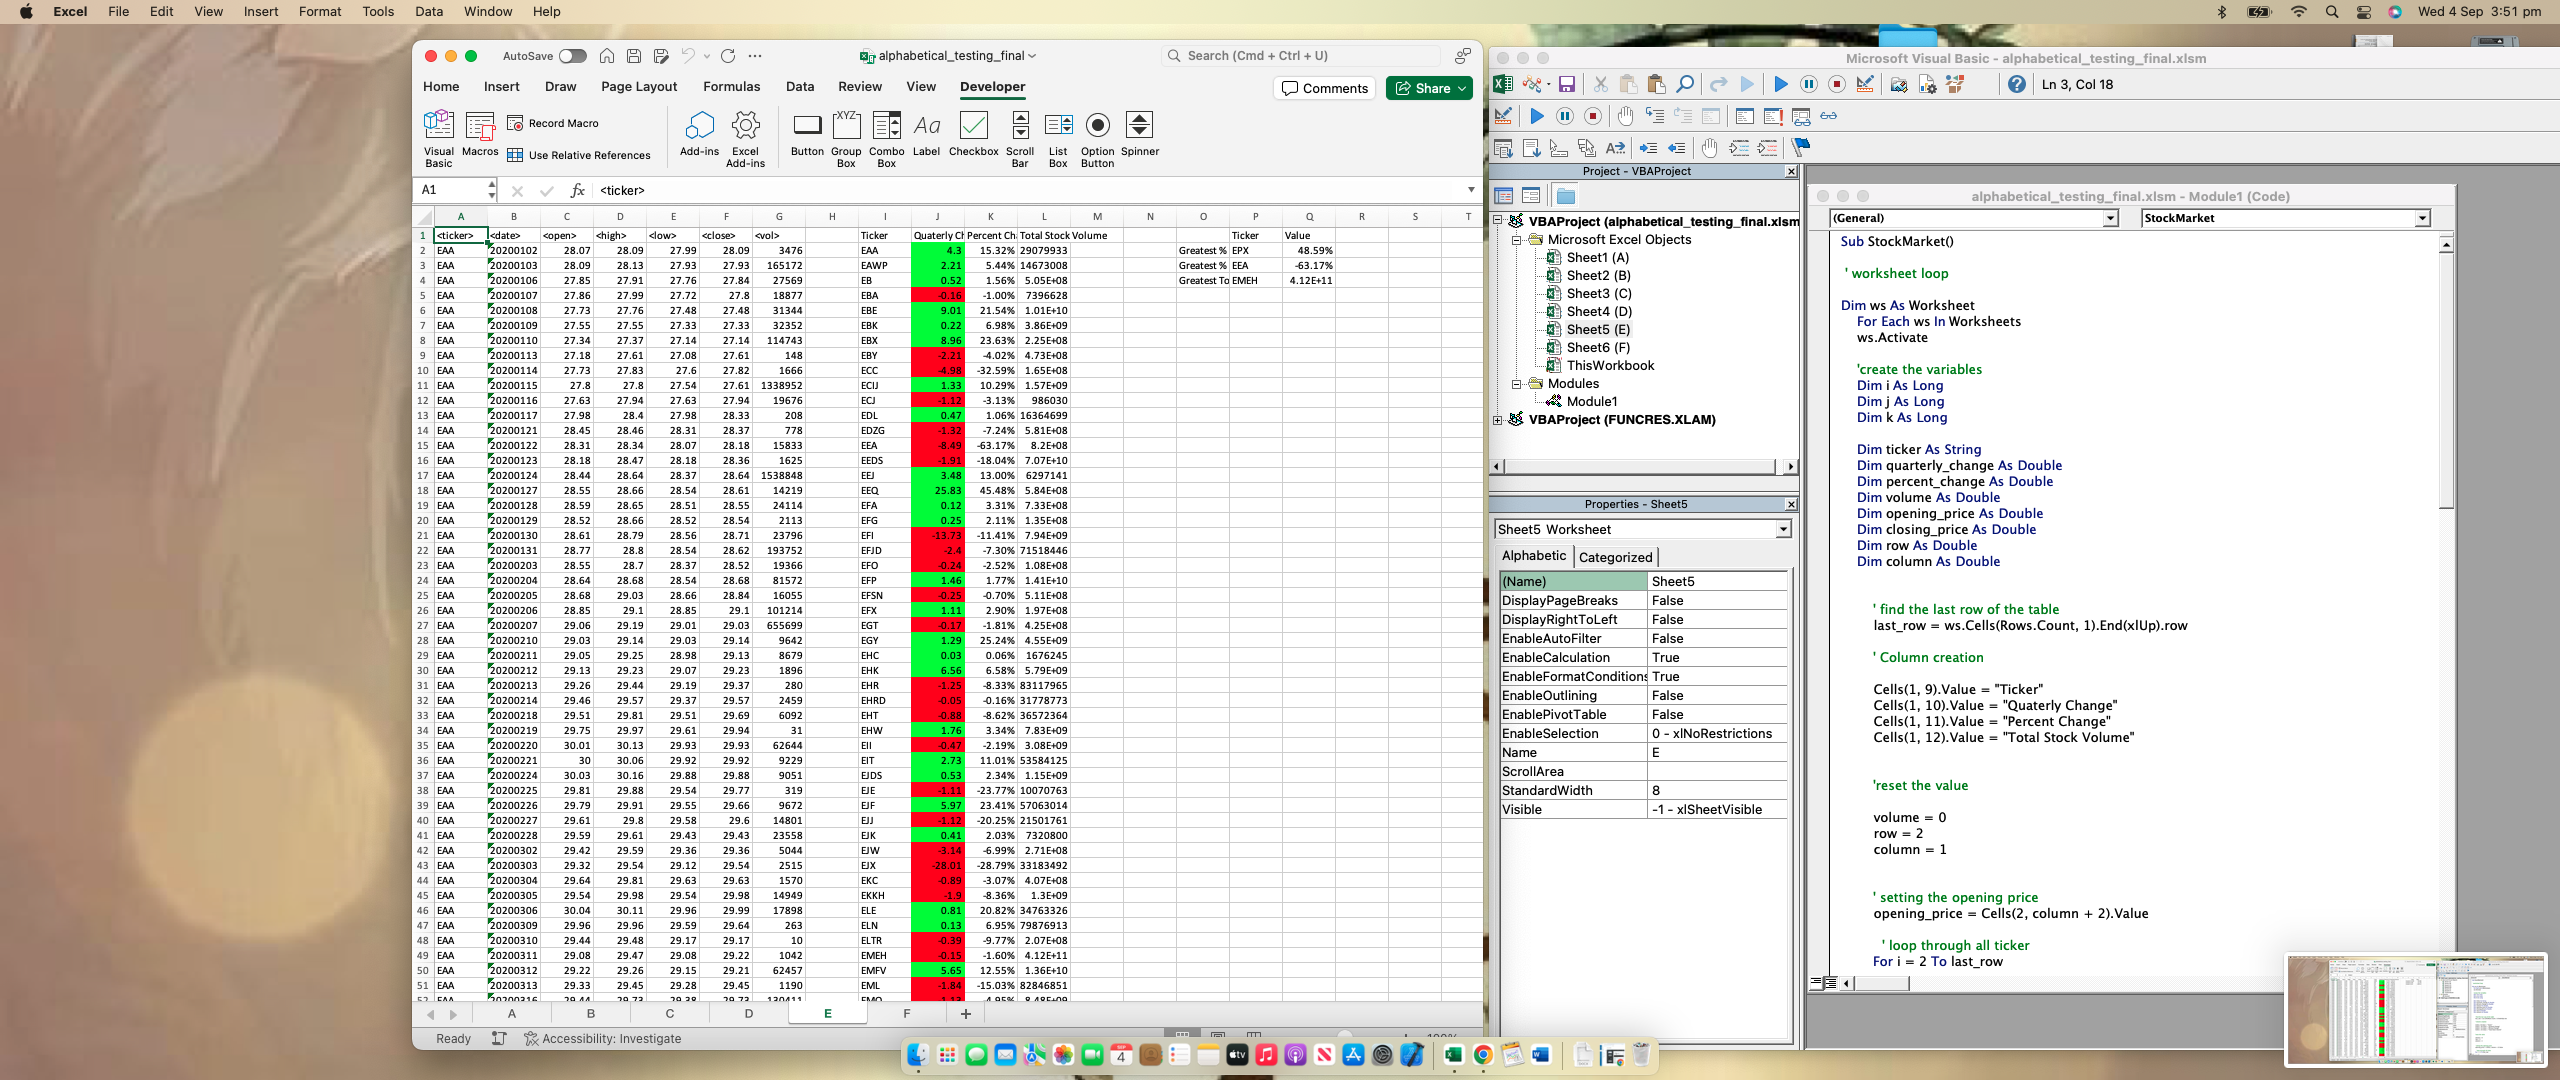 Excel File Edit View Insert Format Tools Data Window Help
Wed 4 Sep 3:51 pm
AutoSave
alphabetical_testing_final
Search (Cmd + Ctrl + U)
Home Insert Draw Page Layout Formulas Data Review View Developer
Comments Share
Visual Basic Macros Record Macro Use Relative References Add-ins Excel Add-ins Button Group Box Combo Box Label Checkbox Scroll Bar List Box Option Button Spinner
A1 fx <ticker>
A B C D E F G H I J K L M N O P Q R S T
1 <ticker> <date> <open> <high> <low> <close> <vol> Ticker Quaterly Ch Percent Ch Total Stock Volume Ticker Value
2 EAA 20200102 28.07 28.09 27.99 28.09 3476 EAA 4.3 15.32% 29079933 Greatest % EPX 48.59%
3 EAA 20200103 28.09 28.13 27.93 27.93 165172 EAWP 2.21 5.44% 14673008 Greatest % EEA -63.17%
4 EAA 20200106 27.85 27.91 27.76 27.84 27569 EB 0.52 1.56% 5.05E+08 Greatest To EMEH 4.12E+11
5 EAA 20200107 27.86 27.99 27.72 27.8 18877 EBA -0.16 -1.00% 7396628
6 EAA 20200108 27.73 27.76 27.48 27.48 31344 EBE 9.01 21.54% 1.01E+10
7 EAA 20200109 27.55 27.55 27.33 27.33 32352 EBK 0.22 6.98% 3.86E+09
8 EAA 20200110 27.34 27.37 27.14 27.14 114743 EBX 8.96 23.63% 2.25E+08
9 EAA 20200113 27.18 27.61 27.08 27.61 148 EBY -2.21 -4.02% 4.73E+08
10 EAA 20200114 27.73 27.83 27.6 27.82 1666 ECC -4.98 -32.59% 1.65E+08
11 EAA 20200115 27.8 27.8 27.54 27.61 1338952 ECIJ 1.33 10.29% 1.57E+09
12 EAA 20200116 27.63 27.94 27.63 27.94 19676 ECJ -1.12 -3.13% 986030
13 EAA 20200117 27.98 28.4 27.98 28.33 208 EDL 0.47 1.06% 16364699
14 EAA 20200121 28.45 28.46 28.31 28.37 778 EDZG -1.32 -7.24% 5.81E+08
15 EAA 20200122 28.31 28.34 28.07 28.18 15833 EEA -8.49 -63.17% 8.2E+08
16 EAA 20200123 28.18 28.47 28.18 28.36 1625 EEDS -1.91 -18.04% 7.07E+10
17 EAA 20200124 28.44 28.64 28.37 28.64 1538848 EEJ 3.48 13.00% 6297141
18 EAA 20200127 28.55 28.66 28.54 28.61 14219 EEQ 25.83 45.48% 5.84E+08
19 EAA 20200128 28.59 28.65 28.51 28.55 24114 EFA 0.12 3.31% 7.33E+08
20 EAA 20200129 28.52 28.66 28.52 28.54 2113 EFG 0.25 2.11% 1.35E+08
21 EAA 20200130 28.61 28.79 28.56 28.71 23796 EFI -13.73 -11.41% 7.94E+09
22 EAA 20200131 28.77 28.8 28.54 28.62 193752 EFJD -2.4 -7.30% 71518446
23 EAA 20200203 28.55 28.7 28.37 28.52 19366 EFO -0.24 -2.52% 1.08E+08
24 EAA 20200204 28.64 28.68 28.54 28.68 81572 EFP 1.46 1.77% 1.41E+10
25 EAA 20200205 28.68 29.03 28.66 28.84 16055 EFSN -0.25 -0.70% 5.11E+08
26 EAA 20200206 28.85 29.1 28.85 29.1 101214 EFX 1.11 2.90% 1.97E+08
27 EAA 20200207 29.06 29.19 29.01 29.03 655699 EGT -0.17 -1.81% 4.25E+08
28 EAA 20200210 29.03 29.14 29.03 29.14 9642 EGY 1.29 25.24% 4.55E+09
29 EAA 20200211 29.05 29.25 28.98 29.13 8679 EHC 0.03 0.06% 1676245
30 EAA 20200212 29.13 29.23 29.07 29.23 1896 EHK 6.56 6.58% 5.79E+09
31 EAA 20200213 29.26 29.44 29.19 29.37 280 EHR -1.25 -8.33% 83117965
32 EAA 20200214 29.46 29.57 29.37 29.57 2459 EHRD -0.05 -0.16% 31778773
33 EAA 20200218 29.51 29.81 29.51 29.69 6092 EHT -0.88 -8.62% 36572364
34 EAA 20200219 29.75 29.97 29.61 29.94 31 EHW 1.76 3.34% 7.83E+09
35 EAA 20200220 30.01 30.13 29.93 29.93 62644 EII -0.47 -2.19% 3.08E+09
36 EAA 20200221 30 30.06 29.92 29.92 9229 EIT 2.73 11.01% 53584125
37 EAA 20200224 30.03 30.16 29.88 29.88 9051 EJDS 0.53 2.34% 1.15E+09
38 EAA 20200225 29.81 29.88 29.54 29.77 319 EJE -1.11 -23.77% 10070763
39 EAA 20200226 29.79 29.91 29.55 29.66 9672 EJF 5.97 23.41% 57063014
40 EAA 20200227 29.61 29.8 29.58 29.6 14801 EJJ -1.12 -20.25% 21501761
41 EAA 20200228 29.59 29.61 29.43 29.43 23558 EJK 0.41 2.03% 7320800
42 EAA 20200302 29.42 29.59 29.36 29.36 5044 EJW -3.14 -6.99% 2.71E+08
43 EAA 20200303 29.32 29.54 29.12 29.54 2515 EJX -28.01 -28.79% 33183492
44 EAA 20200304 29.64 29.81 29.63 29.63 1570 EKC -0.89 -3.07% 4.07E+08
45 EAA 20200305 29.54 29.98 29.54 29.98 14949 EKKH -1.9 -8.36% 1.3E+09
46 EAA 20200306 30.04 30.11 29.96 29.99 17898 ELE 0.81 20.82% 34763326
47 EAA 20200309 29.96 29.96 29.59 29.64 263 ELN 0.13 6.95% 79876913
48 EAA 20200310 29.44 29.48 29.17 29.17 10 ELTR -0.39 -9.77% 2.07E+08
49 EAA 20200311 29.08 29.47 29.08 29.22 1042 EMEH -0.15 -1.60% 4.12E+11
50 EAA 20200312 29.22 29.26 29.15 29.21 62457 EMFV 5.65 12.55% 1.36E+10
51 EAA 20200313 29.33 29.45 29.28 29.45 1190 EML -1.84 -15.03% 82846851
A B C D E F +
Ready Accessibility: Investigate
Microsoft Visual Basic - alphabetical_testing_final.xlsm
Ln 3, Col 18
Project - VBAProject
VBAProject (alphabetical_testing_final.xlsm
Microsoft Excel Objects
Sheet1 (A)
Sheet2 (B)
Sheet3 (C)
Sheet4 (D)
Sheet5 (E)
Sheet6 (F)
ThisWorkbook
Modules
Module1
VBAProject (FUNCRES.XLAM)
Properties - Sheet5
Sheet5 Worksheet
Alphabetic Categorized
(Name) Sheet5
DisplayPageBreaks False
DisplayRightToLeft False
EnableAutoFilter False
EnableCalculation True
EnableFormatConditions True
EnableOutlining False
EnablePivotTable False
EnableSelection 0 - xlNoRestrictions
Name E
ScrollArea
StandardWidth 8
Visible -1 - xlSheetVisible
alphabetical_testing_final.xlsm - Module1 (Code)
(General) StockMarket
Sub StockMarket()
' worksheet loop
Dim ws As Worksheet
For Each ws In Worksheets
ws.Activate
'create the variables
Dim i As Long
Dim j As Long
Dim k As Long
Dim ticker As String
Dim quarterly_change As Double
Dim percent_change As Double
Dim volume As Double
Dim opening_price As Double
Dim closing_price As Double
Dim row As Double
Dim column As Double
' find the last row of the table
last_row = ws.Cells(Rows.Count, 1).End(xlUp).row
' Column creation
Cells(1, 9).Value = "Ticker"
Cells(1, 10).Value = "Quaterly Change"
Cells(1, 11).Value = "Percent Change"
Cells(1, 12).Value = "Total Stock Volume"
'reset the value
volume = 0
row = 2
column = 1
' setting the opening price
opening_price = Cells(2, column + 2).Value
' loop through all ticker
For i = 2 To last_row